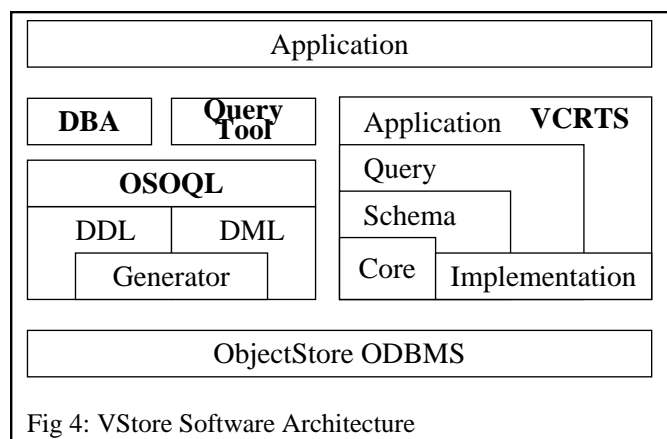 Application
DBA
Query
Tool
OSOQL
DDL
DML
Generator
Application
VCRTS
Query
Schema
Core
Implementation
ObjectStore ODBMS
Fig 4: VStore Software Architecture